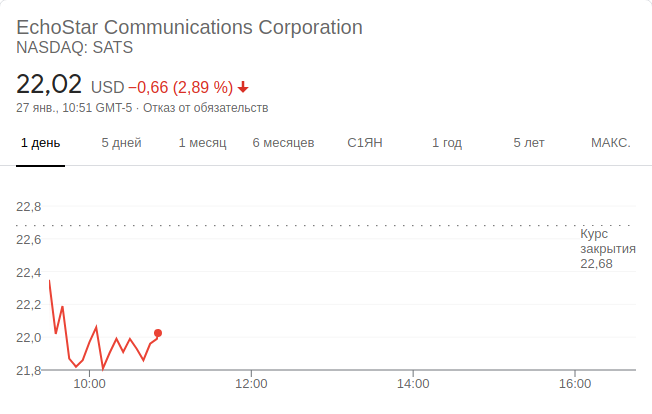 EchoStar Communications Corporation
NASDAQ: SATS
22,02 USD −0,66 (2,89 %)
27 янв., 10:51 GMT-5 · Отказ от обязательств
1 день 5 дней 1 месяц 6 месяцев С1ЯН 1 год 5 лет МАКС.
22,8
22,6
22,4
22,2
22,0
21,8
Курс
закрытия
22,68
10:00 12:00 14:00 16:00